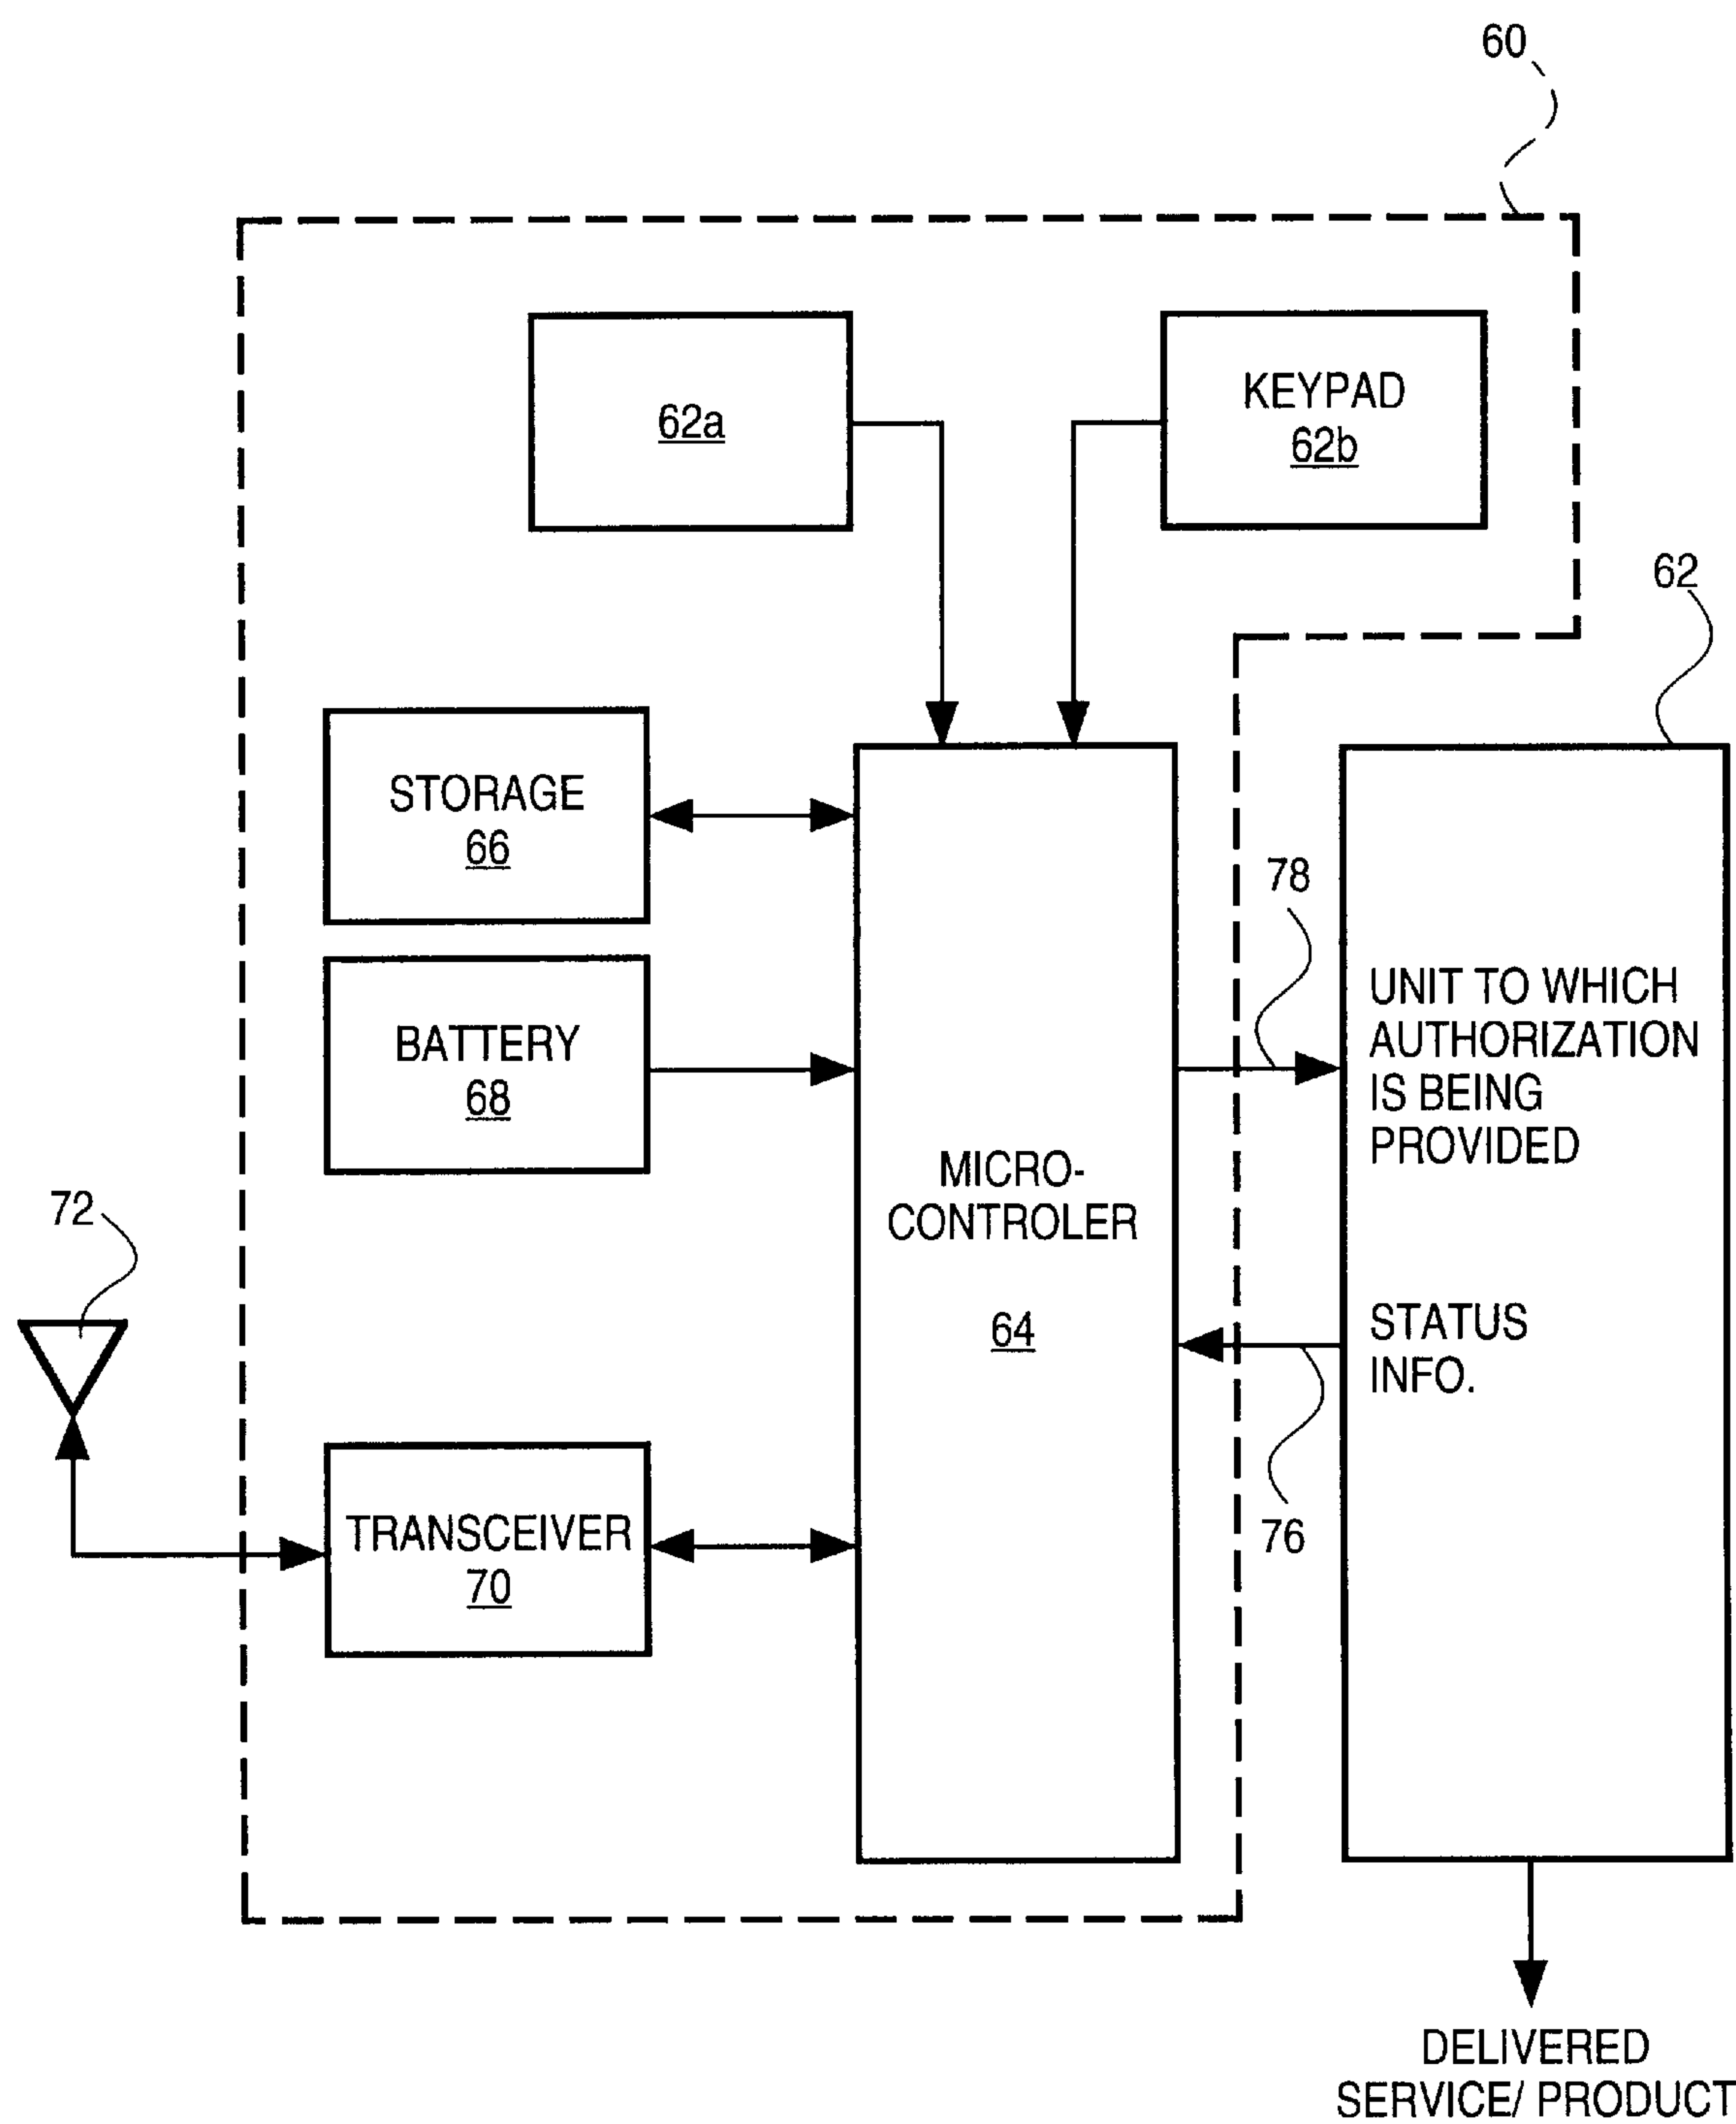 60
62a
KEYPAD
62b
62
STORAGE
66
78
BATTERY
68
UNIT TO WHICH
AUTHORIZATION
IS BEING
PROVIDED
MICRO-
CONTROLER
64
72
STATUS
INFO.
76
TRANSCEIVER
70
DELIVERED
SERVICE/ PRODUCT